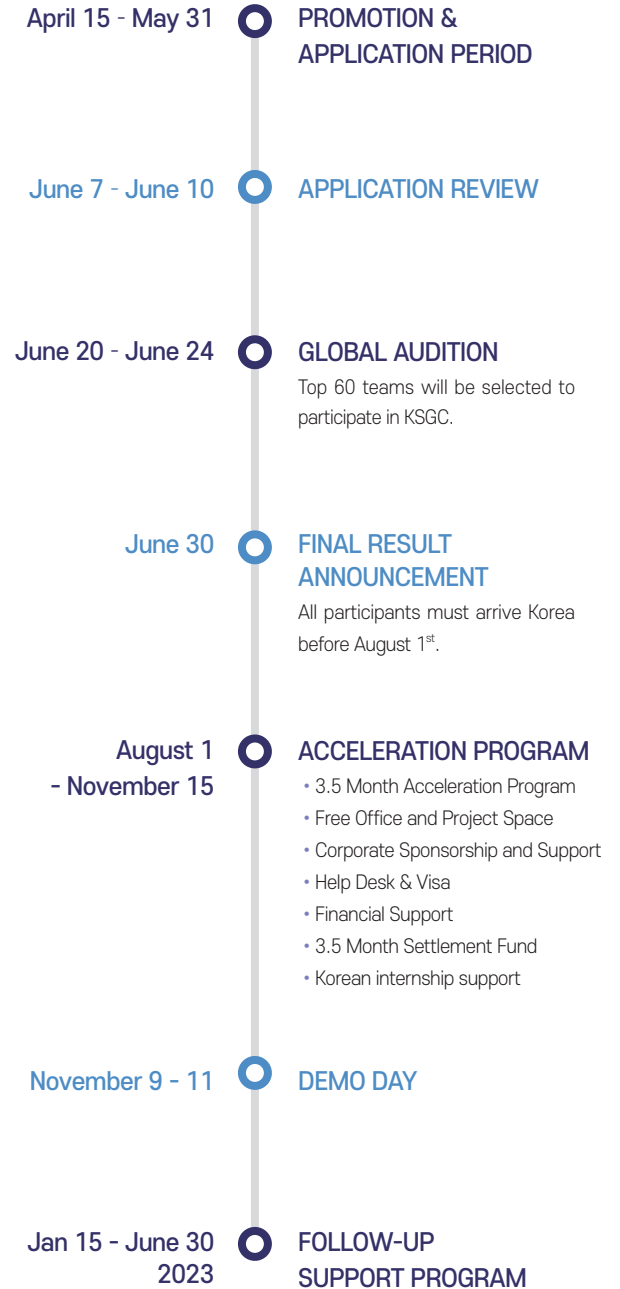 April 15 - May 31
PROMOTION &
APPLICATION PERIOD
June 7 - June 10
APPLICATION REVIEW
June 20 - June 24
GLOBAL AUDITION
Top 60 teams will be selected to
participate in KSGC.
June 30
FINAL RESULT
ANNOUNCEMENT
All participants must arrive Korea
before August 1st.
August 1
- November 15
ACCELERATION PROGRAM
• 3.5 Month Acceleration Program
• Free Office and Project Space
• Corporate Sponsorship and Support
• Help Desk & Visa
• Financial Support
• 3.5 Month Settlement Fund
• Korean internship support
November 9 - 11
DEMO DAY
Jan 15 - June 30
2023
FOLLOW-UP
SUPPORT PROGRAM